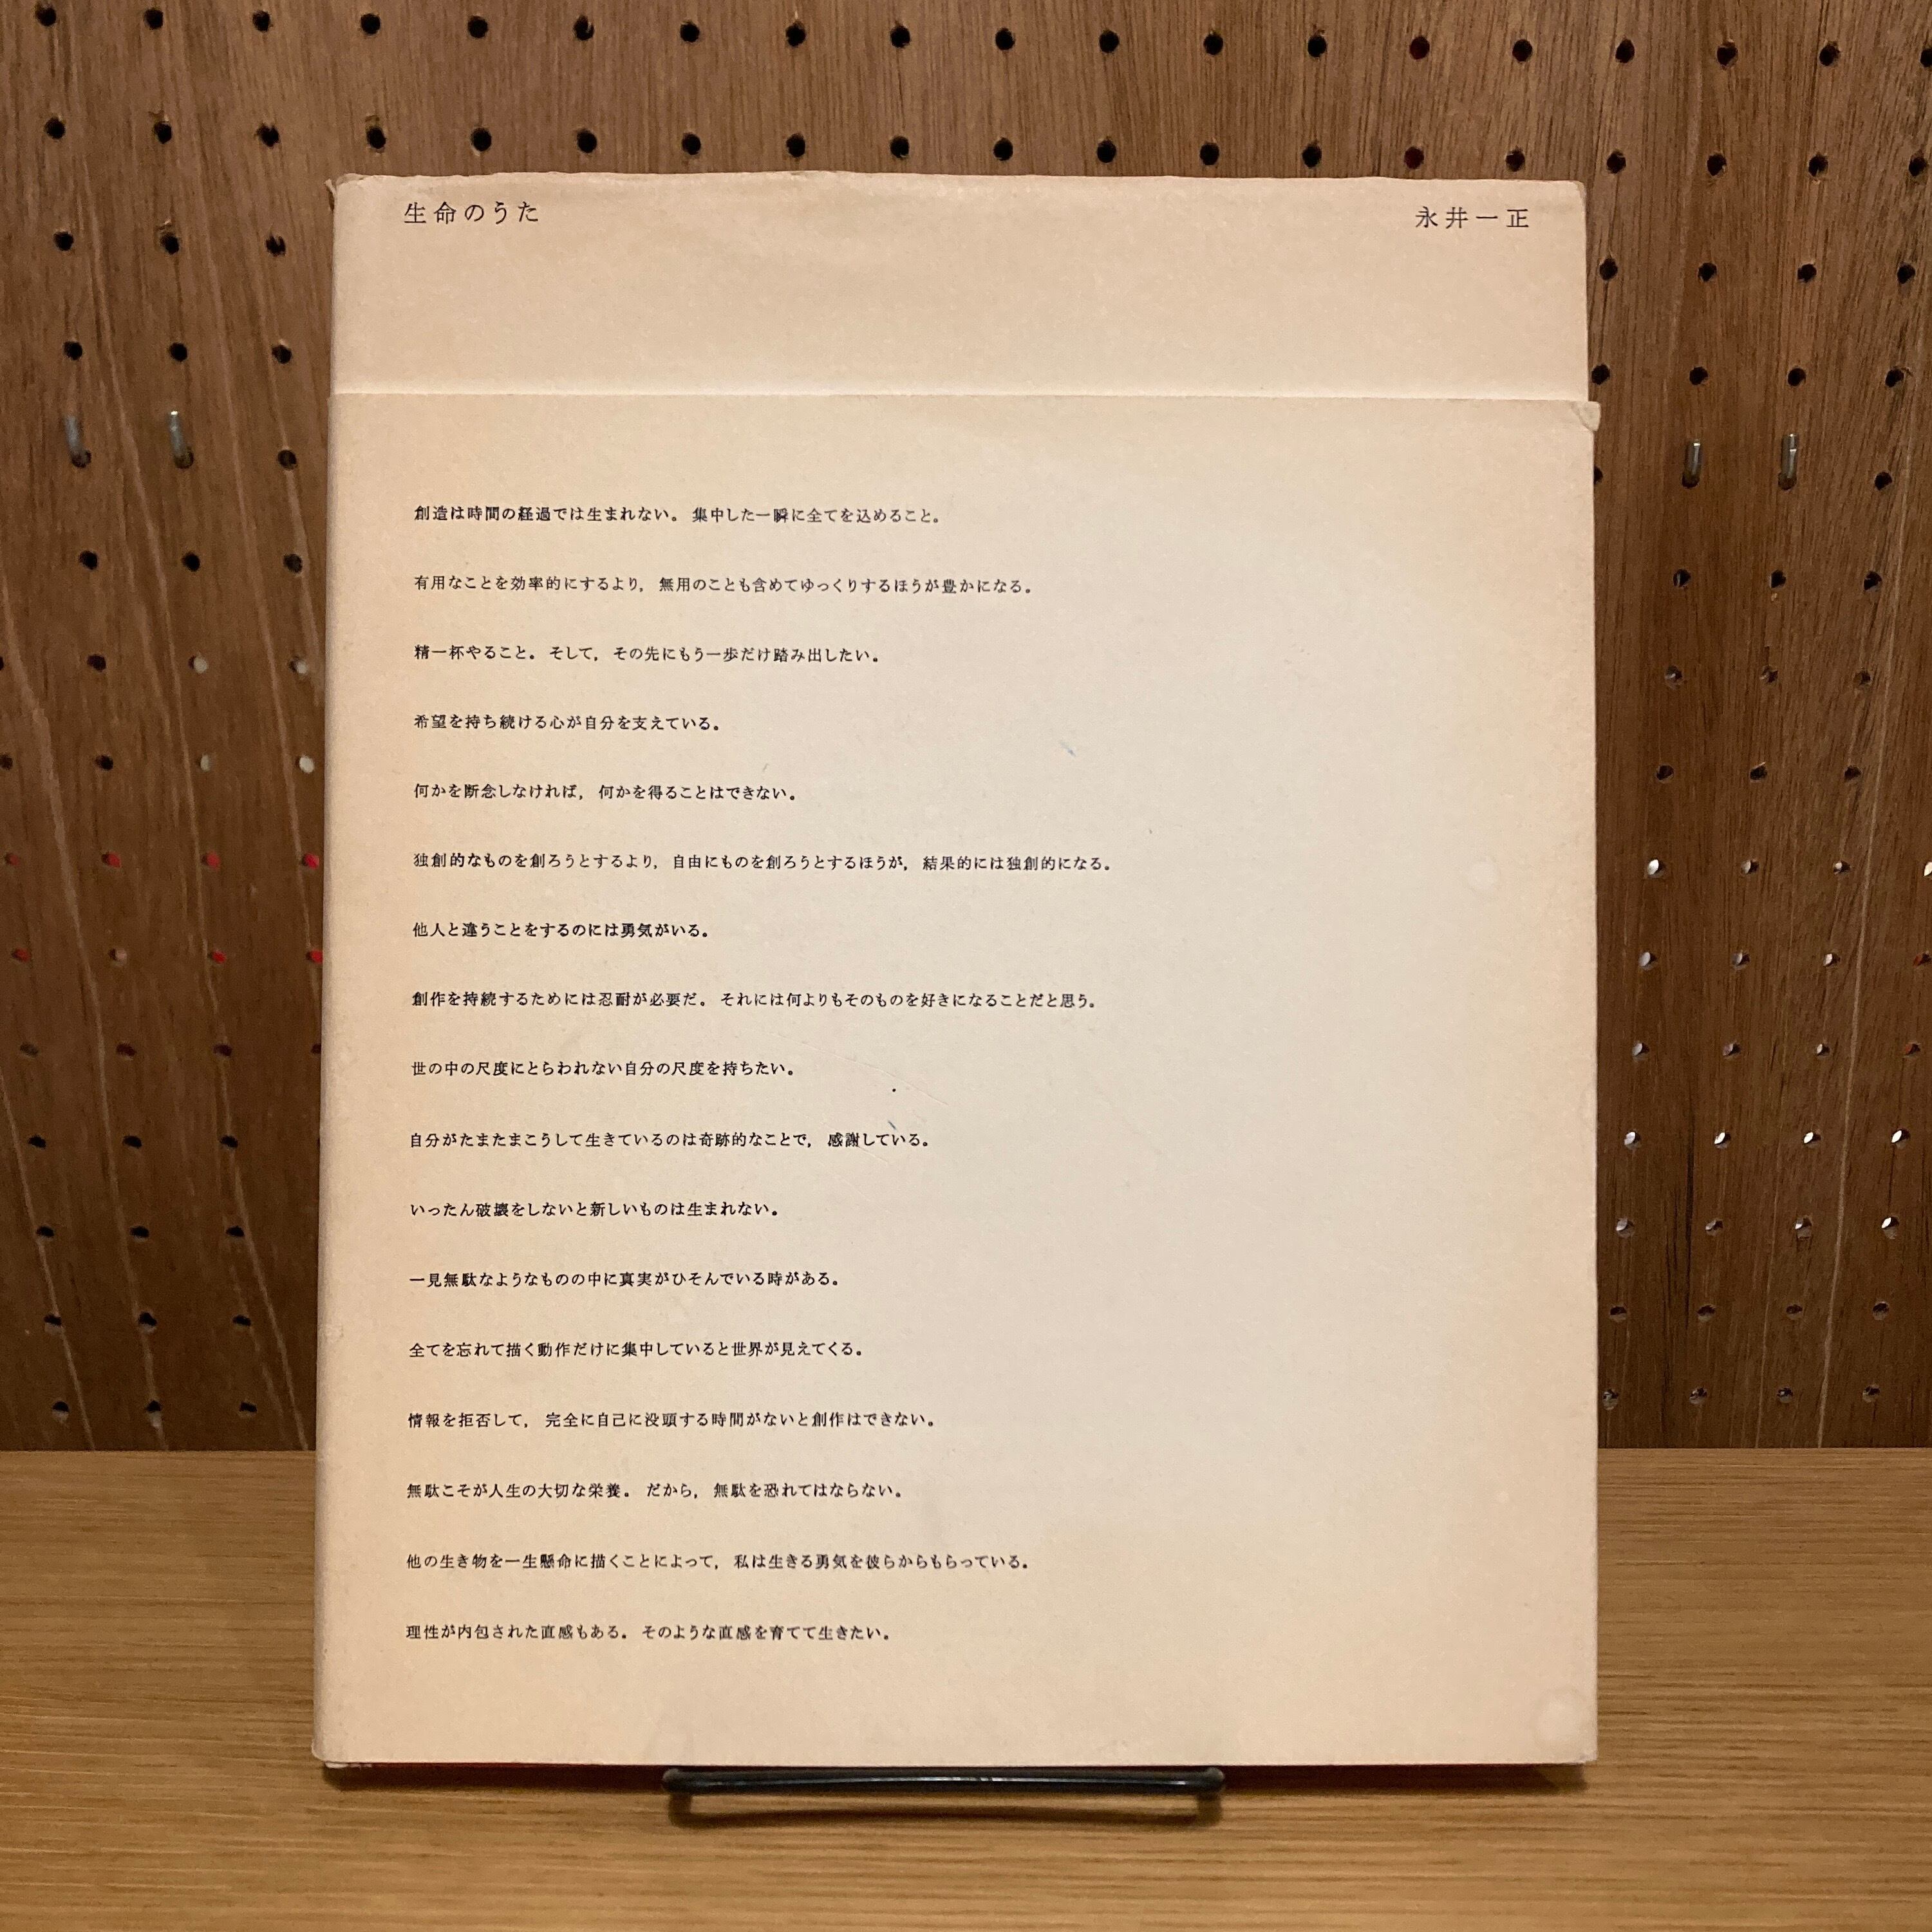 生命のうた
永井一正
創造は時間の経過では生まれない。集中した一瞬に全てを込めること。
有用なことを効率的にするより，無用のことも含めてゆっくりするほうが豊かになる。
精一杯やること。そして，その先にもう一歩だけ踏み出したい。
希望を持ち続ける心が自分を支えている。
何かを断念しなければ，何かを得ることはできない。
独創的なものを創ろうとするより，自由にものを創ろうとするほうが，結果的には独創的になる。
他人と違うことをするのには勇気がいる。
創作を持続するためには忍耐が必要だ。それには何よりもそのものを好きになることだと思う。
世の中の尺度にとらわれない自分の尺度を持ちたい。
自分がたまたまこうして生きているのは奇跡的なことで，感謝している。
いったん破壊をしないと新しいものは生まれない。
一見無駄なようなものの中に真実がひそんでいる時がある。
全てを忘れて描く動作だけに集中していると世界が見えてくる。
情報を拒否して，完全に自己に没頭する時間がないと創作はできない。
無駄こそが人生の大切な栄養。だから，無駄を恐れてはならない。
他の生き物を一生懸命に描くことによって，私は生きる勇気を彼らからもらっている。
理性が内包された直感もある。そのような直感を育てて生きたい。